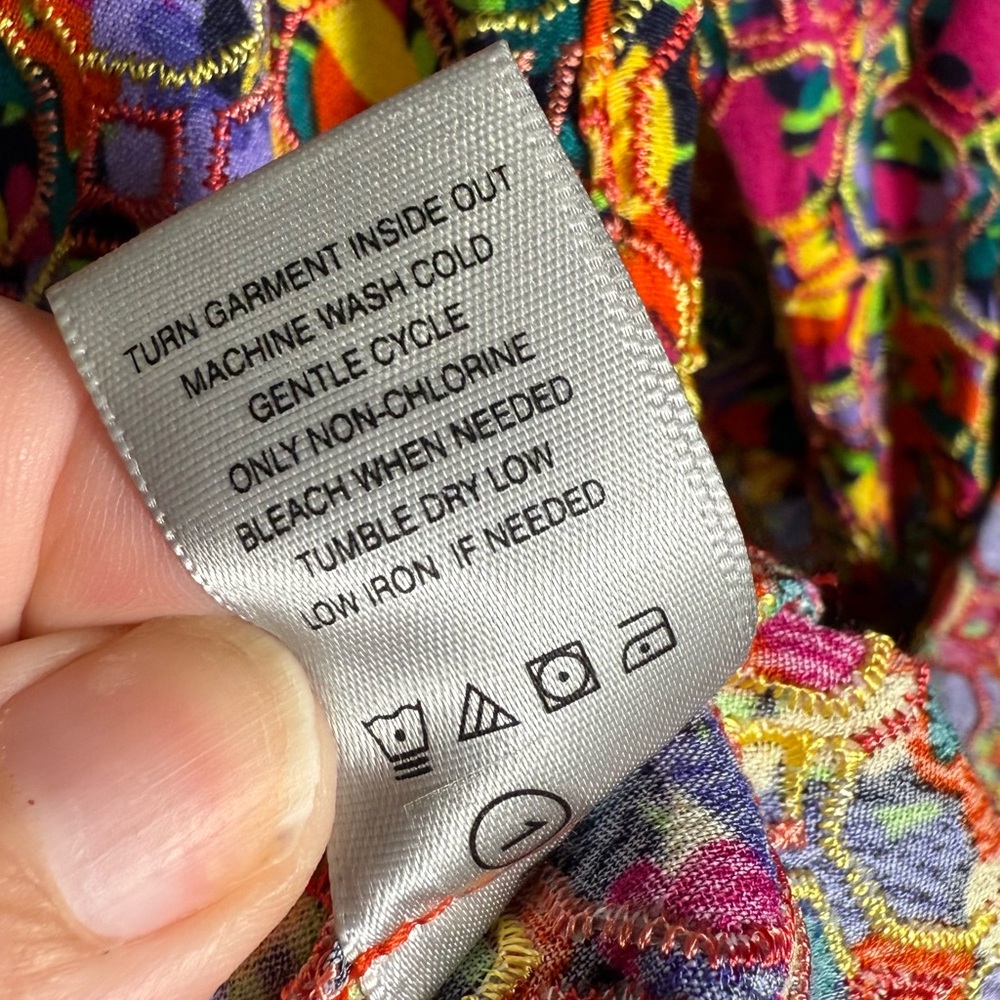 TURN GARMENT INSIDE OUT
MACHINE WASH COLD
GENTLE CYCLE
ONLY NON-CHLORINE
BLEACH WHEN NEEDED
TUMBLE DRY LOW
LOW IRON IF NEEDED
1